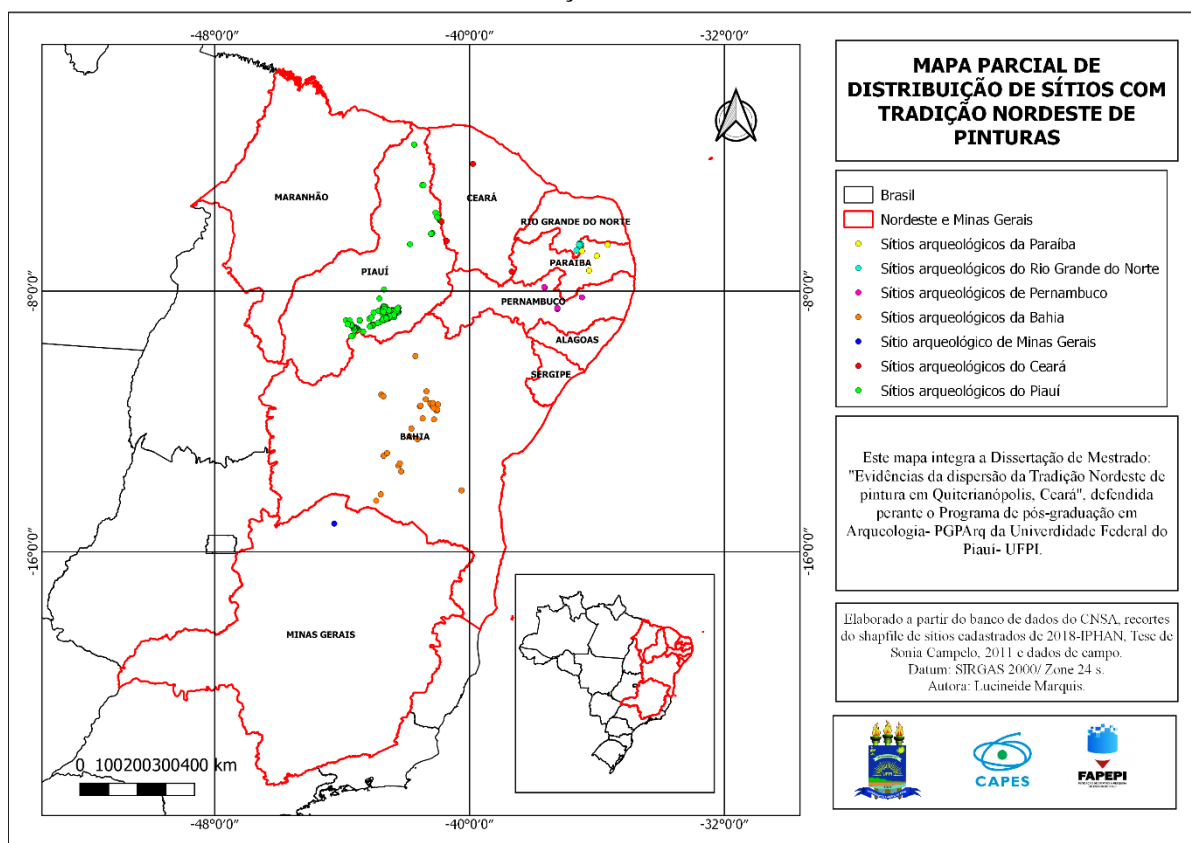 -48°0'0"
-40°0'0"
-32°0'0"
MAPA PARCIAL DE
DISTRIBUIÇÃO DE SÍTIOS COM
TRADIÇÃO NORDESTE DE
PINTURAS
MARANHÃO
CEARÁ
RIO GRANDE DO NORTE
PARAÍBA
PIAUÍ
PERNAMBUCO
ALAGOAS
SERGIPE
BAHIA
MINAS GERAIS
-8°0'0"
-8°0'0"
-16°0'0"
-16°0'0"
0 100200300400 km
-48°0'0"
-40°0'0"
-32°0'0"
Brasil
Nordeste e Minas Gerais
Sítios arqueológicos da Paraíba
Sítios arqueológicos do Rio Grande do Norte
Sítios arqueológicos de Pernambuco
Sítios arqueológicos da Bahia
Sítio arqueológico de Minas Gerais
Sítios arqueológicos do Ceará
Sítios arqueológicos do Piauí
Este mapa integra a Dissertação de Mestrado:
"Evidências da dispersão da Tradição Nordeste de
pintura em Quiterianópolis, Ceará", defendida
perante o Programa de pós-graduação em
Arqueologia- PGPArq da Univerdidade Federal do
Piauí- UFPI.
Elaborado a partir do banco de dados do CNSA, recortes
do shapfile de sítios cadastrados de 2018-IPHAN, Tese de
Sonia Campelo, 2011 e dados de campo.
Datum: SIRGAS 2000/ Zone 24 s.
Autora: Lucineide Marquis.
CAPES
FAPEPI